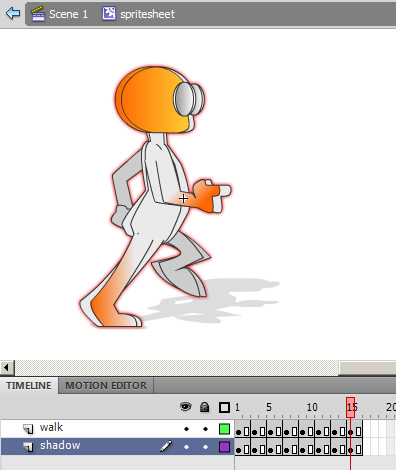 Scene 1 spritesheet
TIMELINE MOTION EDITOR
1 5 10 15 20
walk
shadow